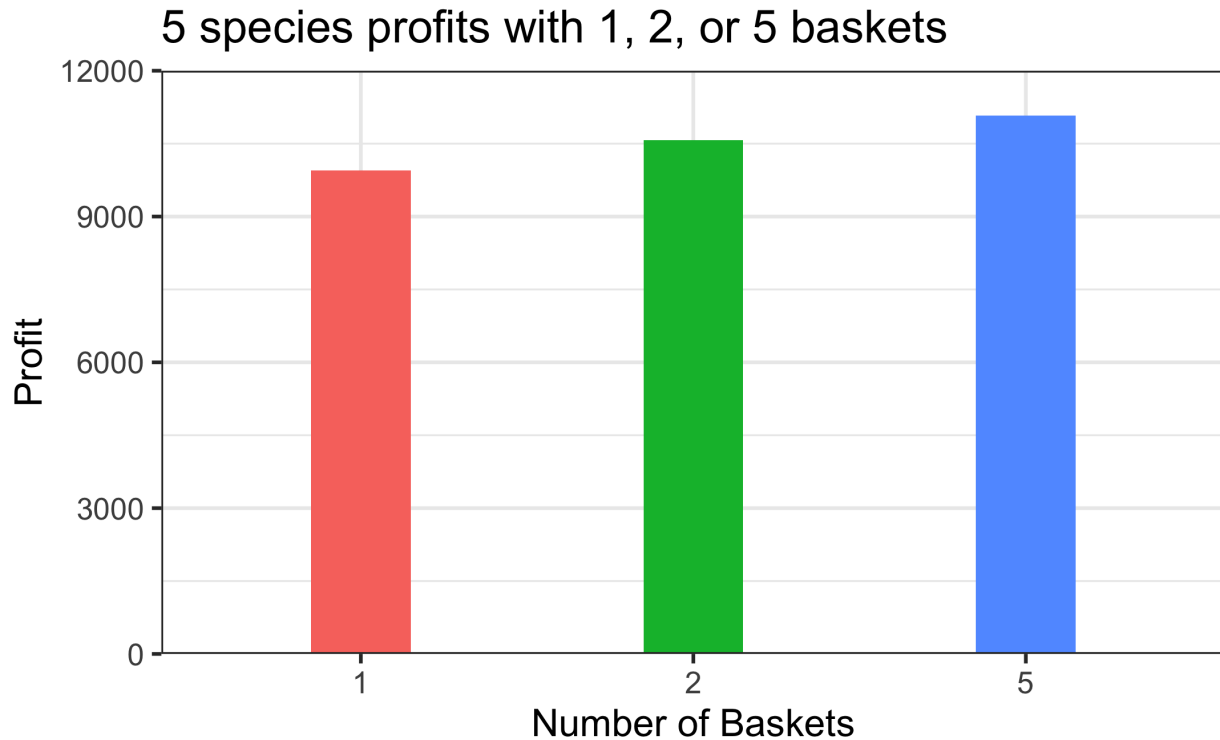 5 species profits with 1, 2, or 5 baskets
12000
9000
6000
3000
0
Profit
1 2 5
Number of Baskets